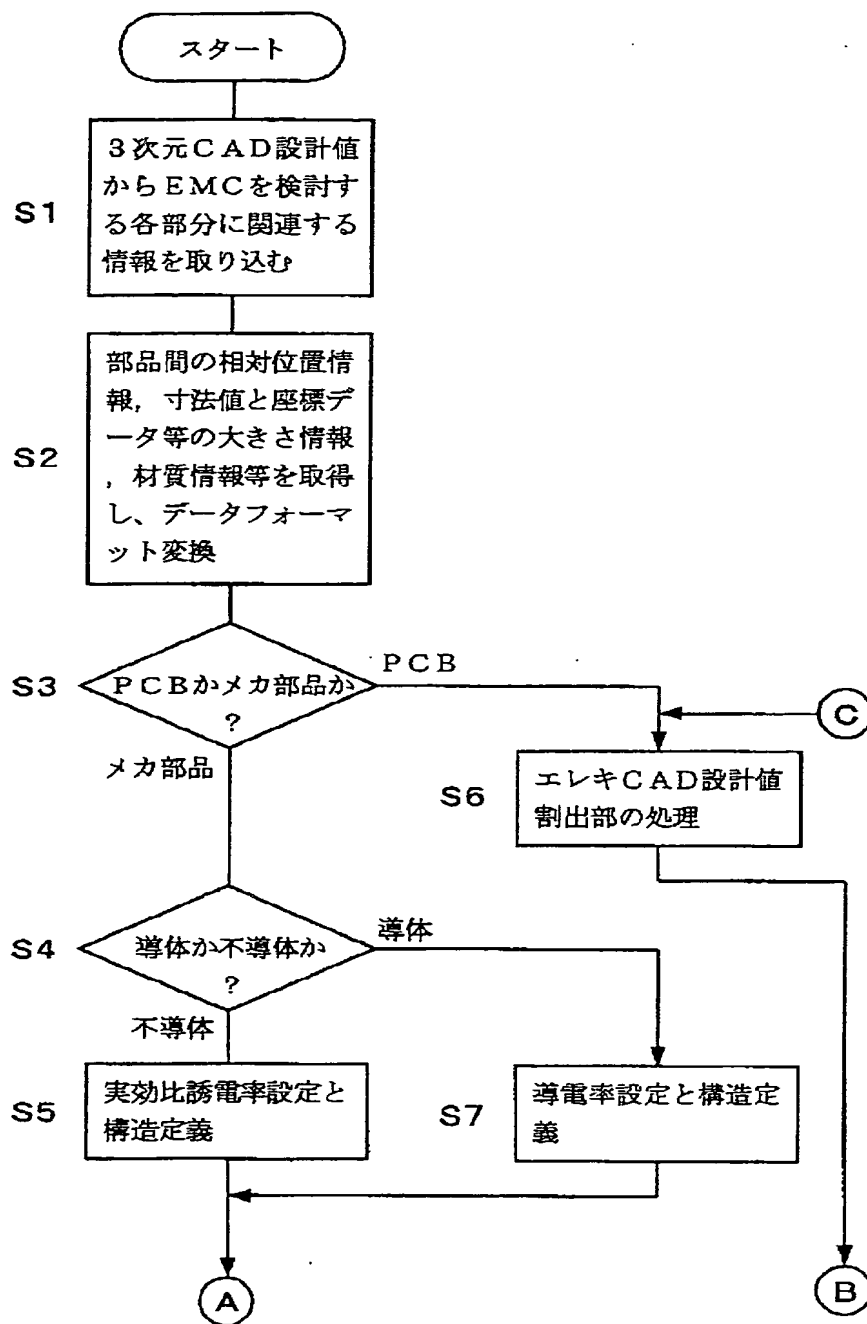 スタート
S1
3次元CAD設計値
からEMCを検討す
る各部分に関連する
情報を取り込む
S2
部品間の相対位置情
報，寸法値と座標デ
ータ等の大きさ情報
，材質情報等を取得
し、データフォーマ
ット変換
S3
PCBかメカ部品か
？
PCB
メカ部品
C
S6
エレキCAD設計値
割出部の処理
S4
導体か不導体か
？
導体
不導体
S5
実効比誘電率設定と
構造定義
S7
導電率設定と構造定
義
A
B